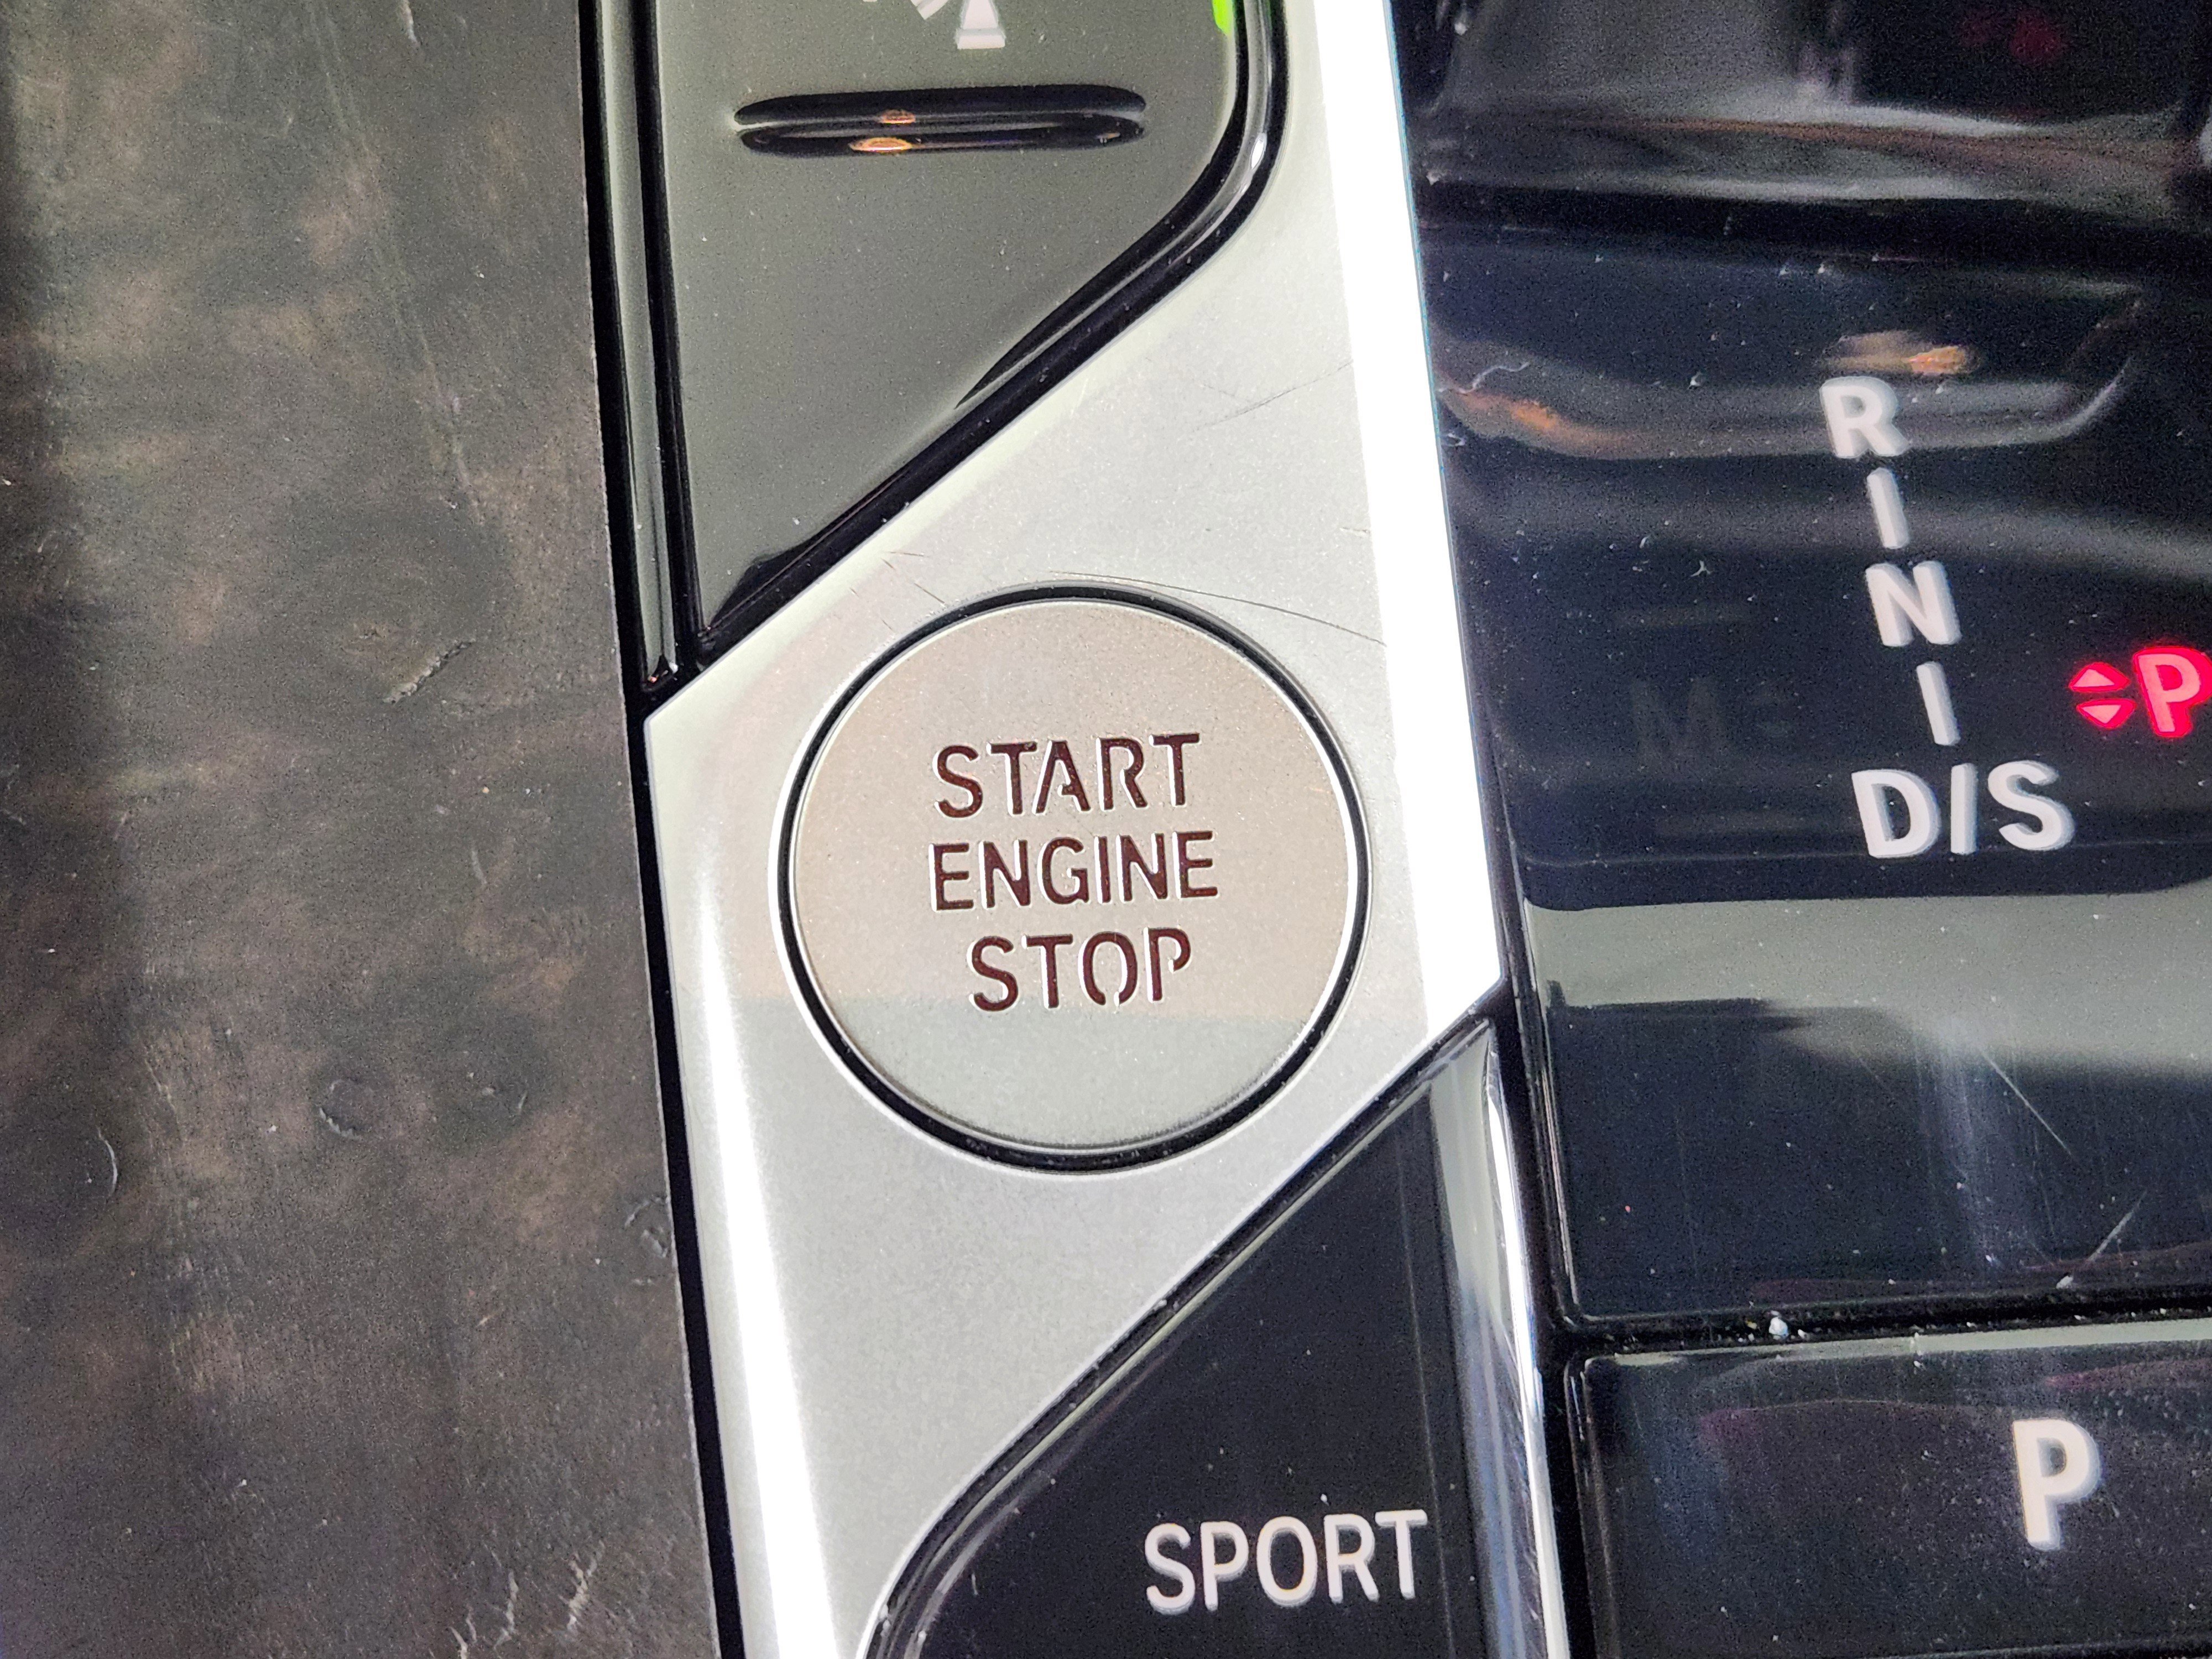 START
ENGINE
STOP
R
N
D/S
P
SPORT
P